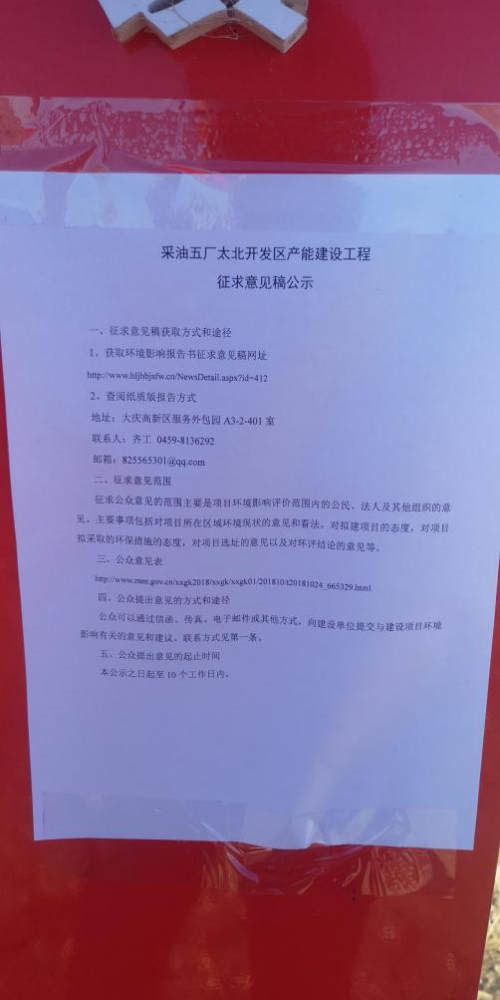 采油五厂太北开发区产能建设工程
征求意见稿公示
一、征求意见稿获取方式和途径
1、获取环境影响报告书征求意见稿网址
http://www.hljhbjsfw.cn/NewsDetail.aspx?id=412
2、查阅纸质版报告方式
地址：大庆高新区服务外包园 A3-2-401 室
联系人：齐工 0459-8136292
邮箱：825565301@qq.com
二、征求意见范围
征求公众意见的范围主要是项目环境影响评价范围内的公民、法人及其他组织的意
见。主要事项包括对项目所在区域环境现状的意见和看法。对拟建项目的态度，对项目
拟采取的环保措施的态度，对项目选址的意见以及对环评结论的意见等。
三、公众意见表
http://www.mee.gov.cn/xxgk2018/xxgk/xxgk01/201810/t20181024_665329.html
四、公众提出意见的方式和途径
公众可以通过信函、传真、电子邮件或其他方式，向建设单位提交与建设项目环境
影响有关的意见和建议。联系方式见第一条。
五、公众提出意见的起止时间
本公示之日起至 10 个工作日内。